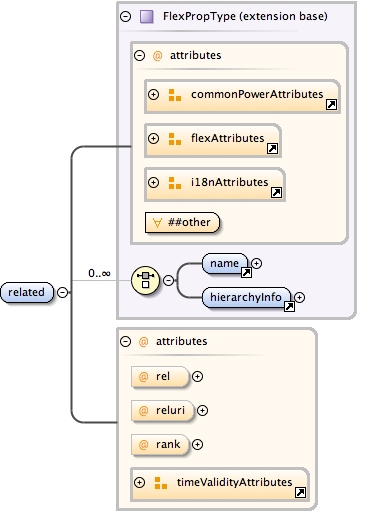 FlexPropType (extension base)
@ attributes
commonPowerAttributes
flexAttributes
i18nAttributes
∀ ##other
0..∞
name
hierarchyInfo
related
@ attributes
@ rel
@ reluri
@ rank
timeValidityAttributes